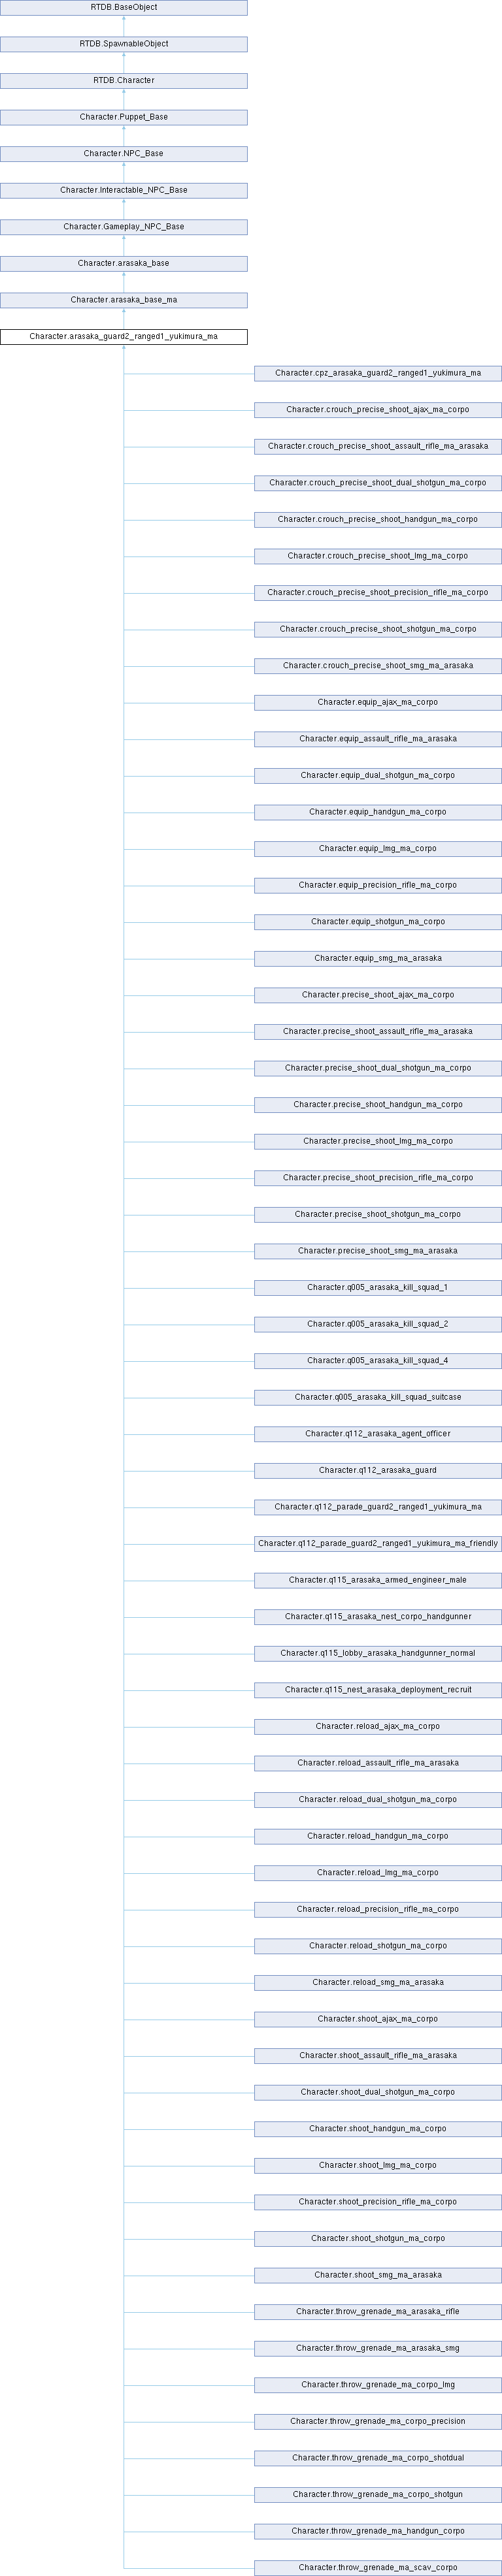 RTDB.BaseObject
RTDB.SpawnableObject
RTDB.Character
Character.Puppet_Base
Character.NPC_Base
Character.Interactable_NPC_Base
Character.Gameplay_NPC_Base
Character.arasaka_base
Character.arasaka_base_ma
Character.arasaka_guard2_ranged1_yukimura_ma
Character.cpz_arasaka_guard2_ranged1_yukimura_ma
Character.crouch_precise_shoot_ajax_ma_corpo
Character.crouch_precise_shoot_assault_rifle_ma_arasaka
Character.crouch_precise_shoot_dual_shotgun_ma_corpo
Character.crouch_precise_shoot_handgun_ma_corpo
Character.crouch_precise_shoot_lmg_ma_corpo
Character.crouch_precise_shoot_precision_rifle_ma_corpo
Character.crouch_precise_shoot_shotgun_ma_corpo
Character.crouch_precise_shoot_smg_ma_arasaka
Character.equip_ajax_ma_corpo
Character.equip_assault_rifle_ma_arasaka
Character.equip_dual_shotgun_ma_corpo
Character.equip_handgun_ma_corpo
Character.equip_lmg_ma_corpo
Character.equip_precision_rifle_ma_corpo
Character.equip_shotgun_ma_corpo
Character.equip_smg_ma_arasaka
Character.precise_shoot_ajax_ma_corpo
Character.precise_shoot_assault_rifle_ma_arasaka
Character.precise_shoot_dual_shotgun_ma_corpo
Character.precise_shoot_handgun_ma_corpo
Character.precise_shoot_lmg_ma_corpo
Character.precise_shoot_precision_rifle_ma_corpo
Character.precise_shoot_shotgun_ma_corpo
Character.precise_shoot_smg_ma_arasaka
Character.q005_arasaka_kill_squad_1
Character.q005_arasaka_kill_squad_2
Character.q005_arasaka_kill_squad_4
Character.q005_arasaka_kill_squad_suitcase
Character.q112_arasaka_agent_officer
Character.q112_arasaka_guard
Character.q112_parade_guard2_ranged1_yukimura_ma
Character.q112_parade_guard2_ranged1_yukimura_ma_friendly
Character.q115_arasaka_armed_engineer_male
Character.q115_arasaka_nest_corpo_handgunner
Character.q115_lobby_arasaka_handgunner_normal
Character.q115_nest_arasaka_deployment_recruit
Character.reload_ajax_ma_corpo
Character.reload_assault_rifle_ma_arasaka
Character.reload_dual_shotgun_ma_corpo
Character.reload_handgun_ma_corpo
Character.reload_lmg_ma_corpo
Character.reload_precision_rifle_ma_corpo
Character.reload_shotgun_ma_corpo
Character.reload_smg_ma_arasaka
Character.shoot_ajax_ma_corpo
Character.shoot_assault_rifle_ma_arasaka
Character.shoot_dual_shotgun_ma_corpo
Character.shoot_handgun_ma_corpo
Character.shoot_lmg_ma_corpo
Character.shoot_precision_rifle_ma_corpo
Character.shoot_shotgun_ma_corpo
Character.shoot_smg_ma_arasaka
Character.throw_grenade_ma_arasaka_rifle
Character.throw_grenade_ma_arasaka_smg
Character.throw_grenade_ma_corpo_lmg
Character.throw_grenade_ma_corpo_precision
Character.throw_grenade_ma_corpo_shotdual
Character.throw_grenade_ma_corpo_shotgun
Character.throw_grenade_ma_handgun_corpo
Character.throw_grenade_ma_scav_corpo